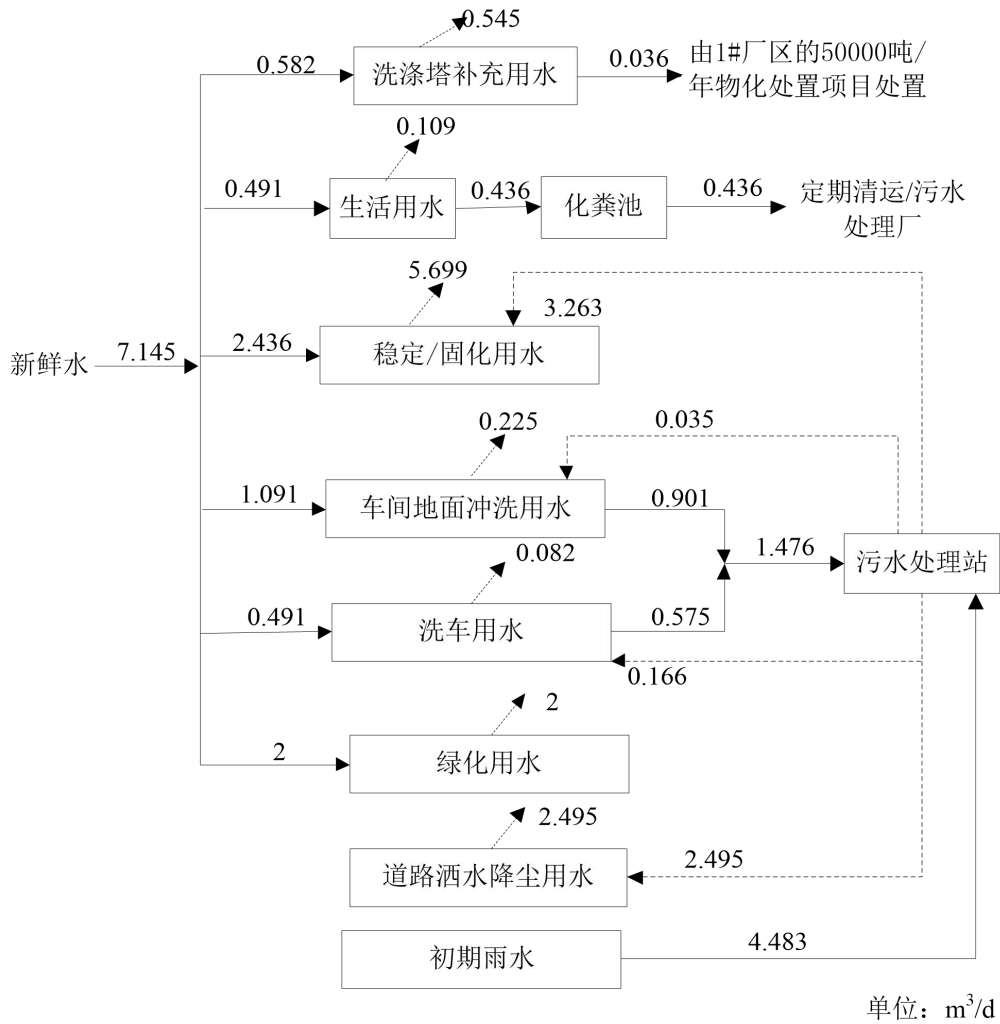 0.545
0.582
洗涤塔补充用水
0.036
由1#厂区的50000吨/
年物化处置项目处置
0.109
0.491
生活用水
0.436
化粪池
0.436
定期清运/污水
处理厂
5.699
3.263
新鲜水
7.145
2.436
稳定/固化用水
0.225
0.035
1.091
车间地面冲洗用水
0.901
0.082
1.476
污水处理站
0.491
洗车用水
0.575
0.166
2
2
绿化用水
2.495
道路洒水降尘用水
2.495
初期雨水
4.483
单位：m³/d